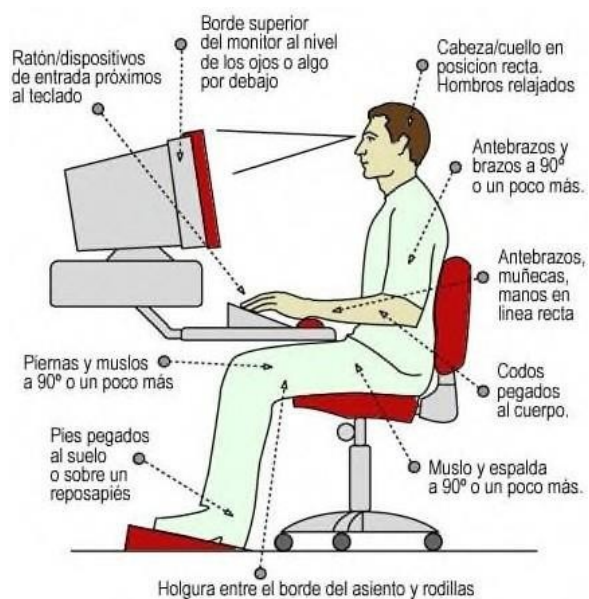 Borde superior
del monitor al nivel
de los ojos o algo
por debajo
Ratón/dispositivos
de entrada próximos
al teclado
Cabeza/cuello en
posicion recta.
Hombros relajados
Antebrazos y
brazos a 90º
o un poco más.
Antebrazos,
muñecas,
manos en
linea recta
Codos
pegados
al cuerpo.
Muslo y espalda
a 90º o un poco más.
Piernas y muslos
a 90º o un poco más
Pies pegados
al suelo
o sobre un
reposapiés
Holgura entre el borde del asiento y rodillas